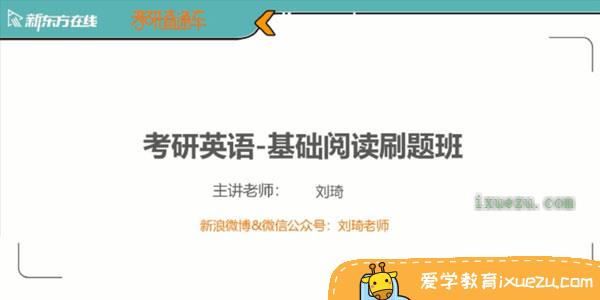 新东方在线
考研直通车
考研英语-基础阅读刷题班
主讲老师： 刘琦
ixuezu.com
新浪微博&微信公众号：刘琦老师
爱学教育ixuezu.com